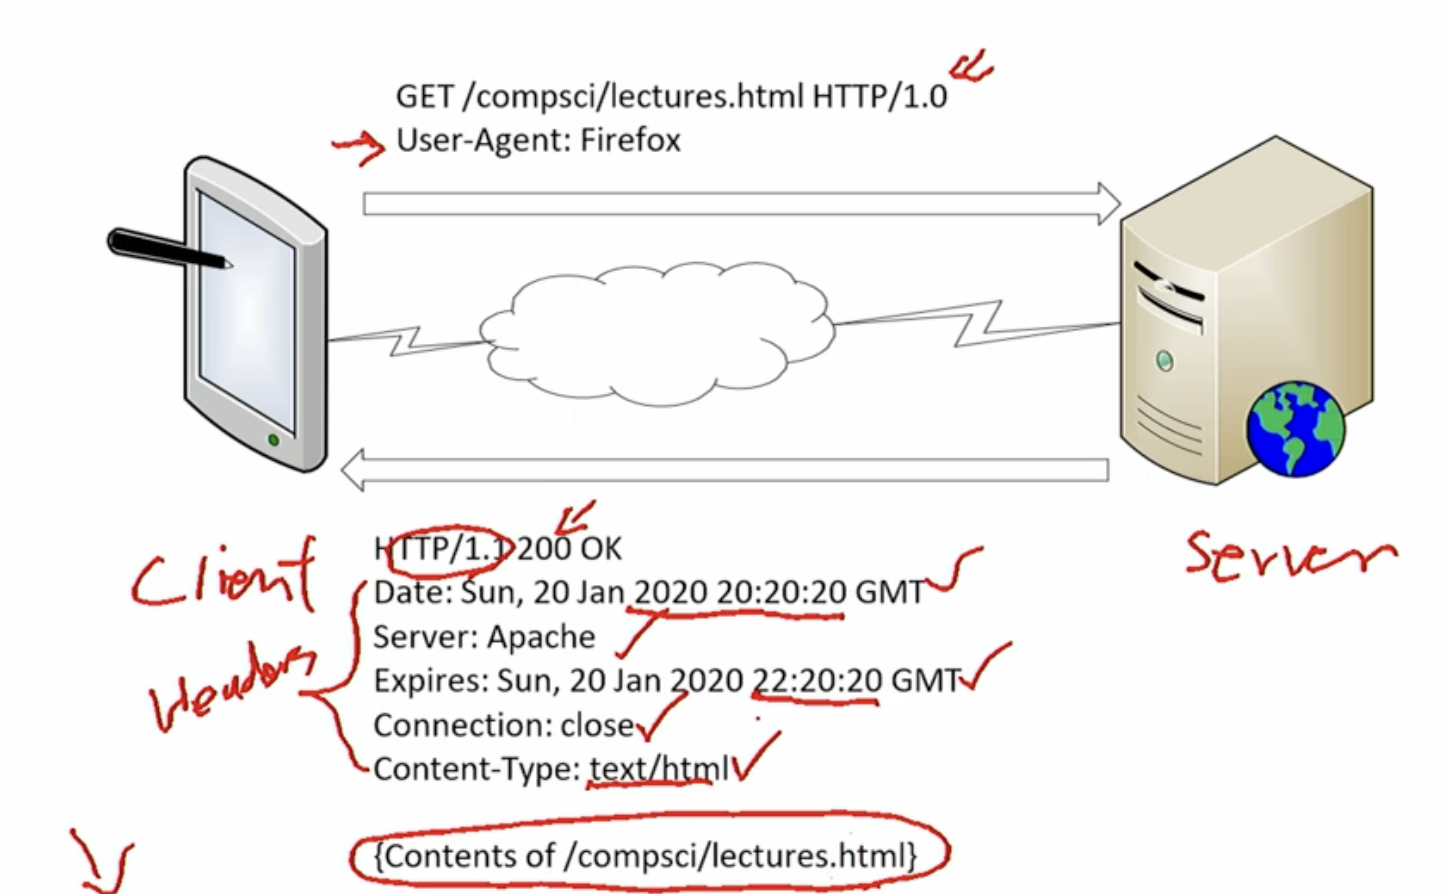 GET /compsci/lectures.html HTTP/1.0
User-Agent: Firefox
HTTP/1.1 200 OK
Client
Server
Date: Sun, 20 Jan 2020 20:20:20 GMT
Server: Apache
Headers
Expires: Sun, 20 Jan 2020 22:20:20 GMT
Connection: close
Content-Type: text/html
{Contents of /compsci/lectures.html}